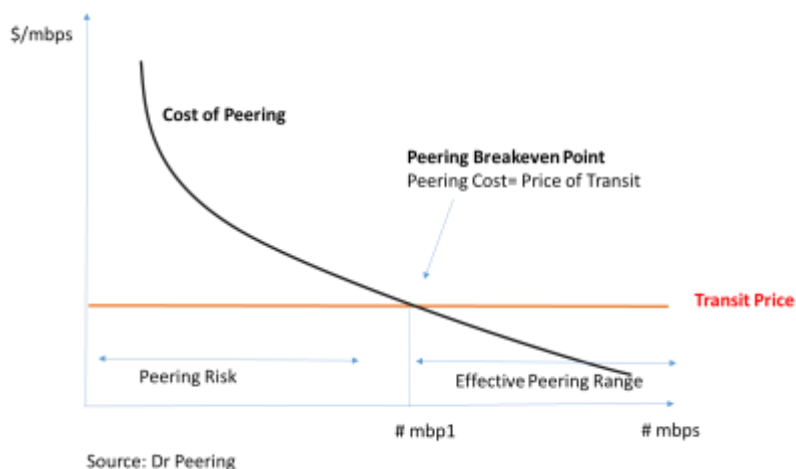 $/mbps
Cost of Peering
Peering Breakeven Point
Peering Cost= Price of Transit
Transit Price
Peering Risk
Effective Peering Range
# mbp1
# mbps
Source: Dr Peering